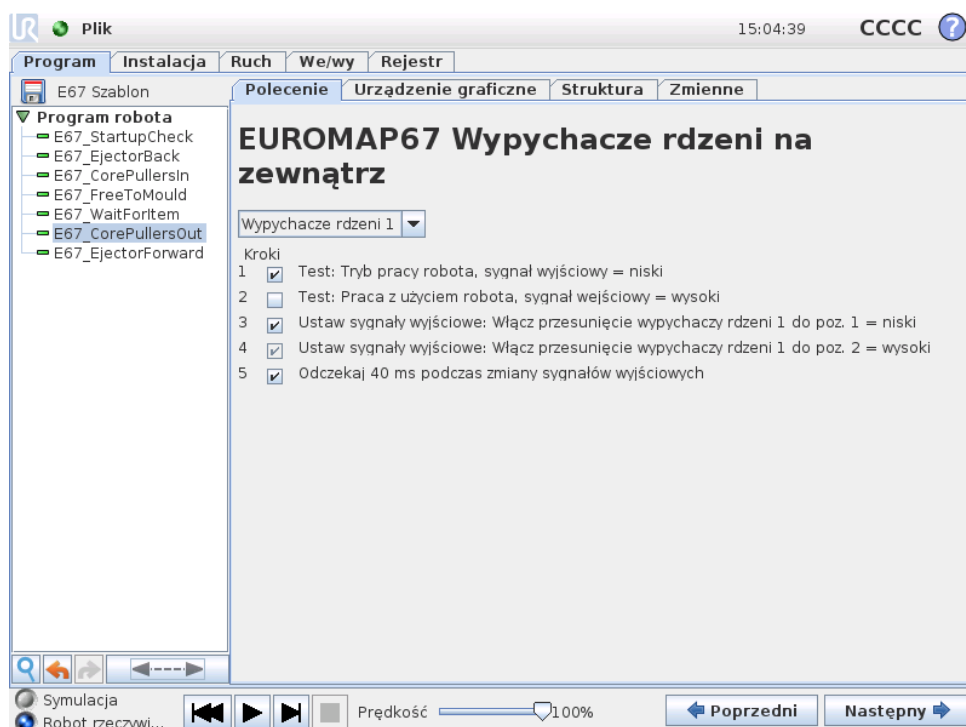 UR Plik 15:04:39 CCCC ?
Program Instalacja Ruch We/wy Rejestr
E67 Szablon
Polecenie Urządzenie graficzne Struktura Zmienne
Program robota
E67_StartupCheck
E67_EjectorBack
E67_CorePullersIn
E67_FreeToMould
E67_WaitForItem
E67_CorePullersOut
E67_EjectorForward
EUROMAP67 Wypychacze rdzeni na
zewnątrz
Wypychacze rdzeni 1
Kroki
1 Test: Tryb pracy robota, sygnał wyjściowy = niski
2 Test: Praca z użyciem robota, sygnał wejściowy = wysoki
3 Ustaw sygnały wyjściowe: Włącz przesunięcie wypychaczy rdzeni 1 do poz. 1 = niski
4 Ustaw sygnały wyjściowe: Włącz przesunięcie wypychaczy rdzeni 1 do poz. 2 = wysoki
5 Odczekaj 40 ms podczas zmiany sygnałów wyjściowych
Symulacja
Robot rzeczywi...
Prędkość 100%
Poprzedni Następny